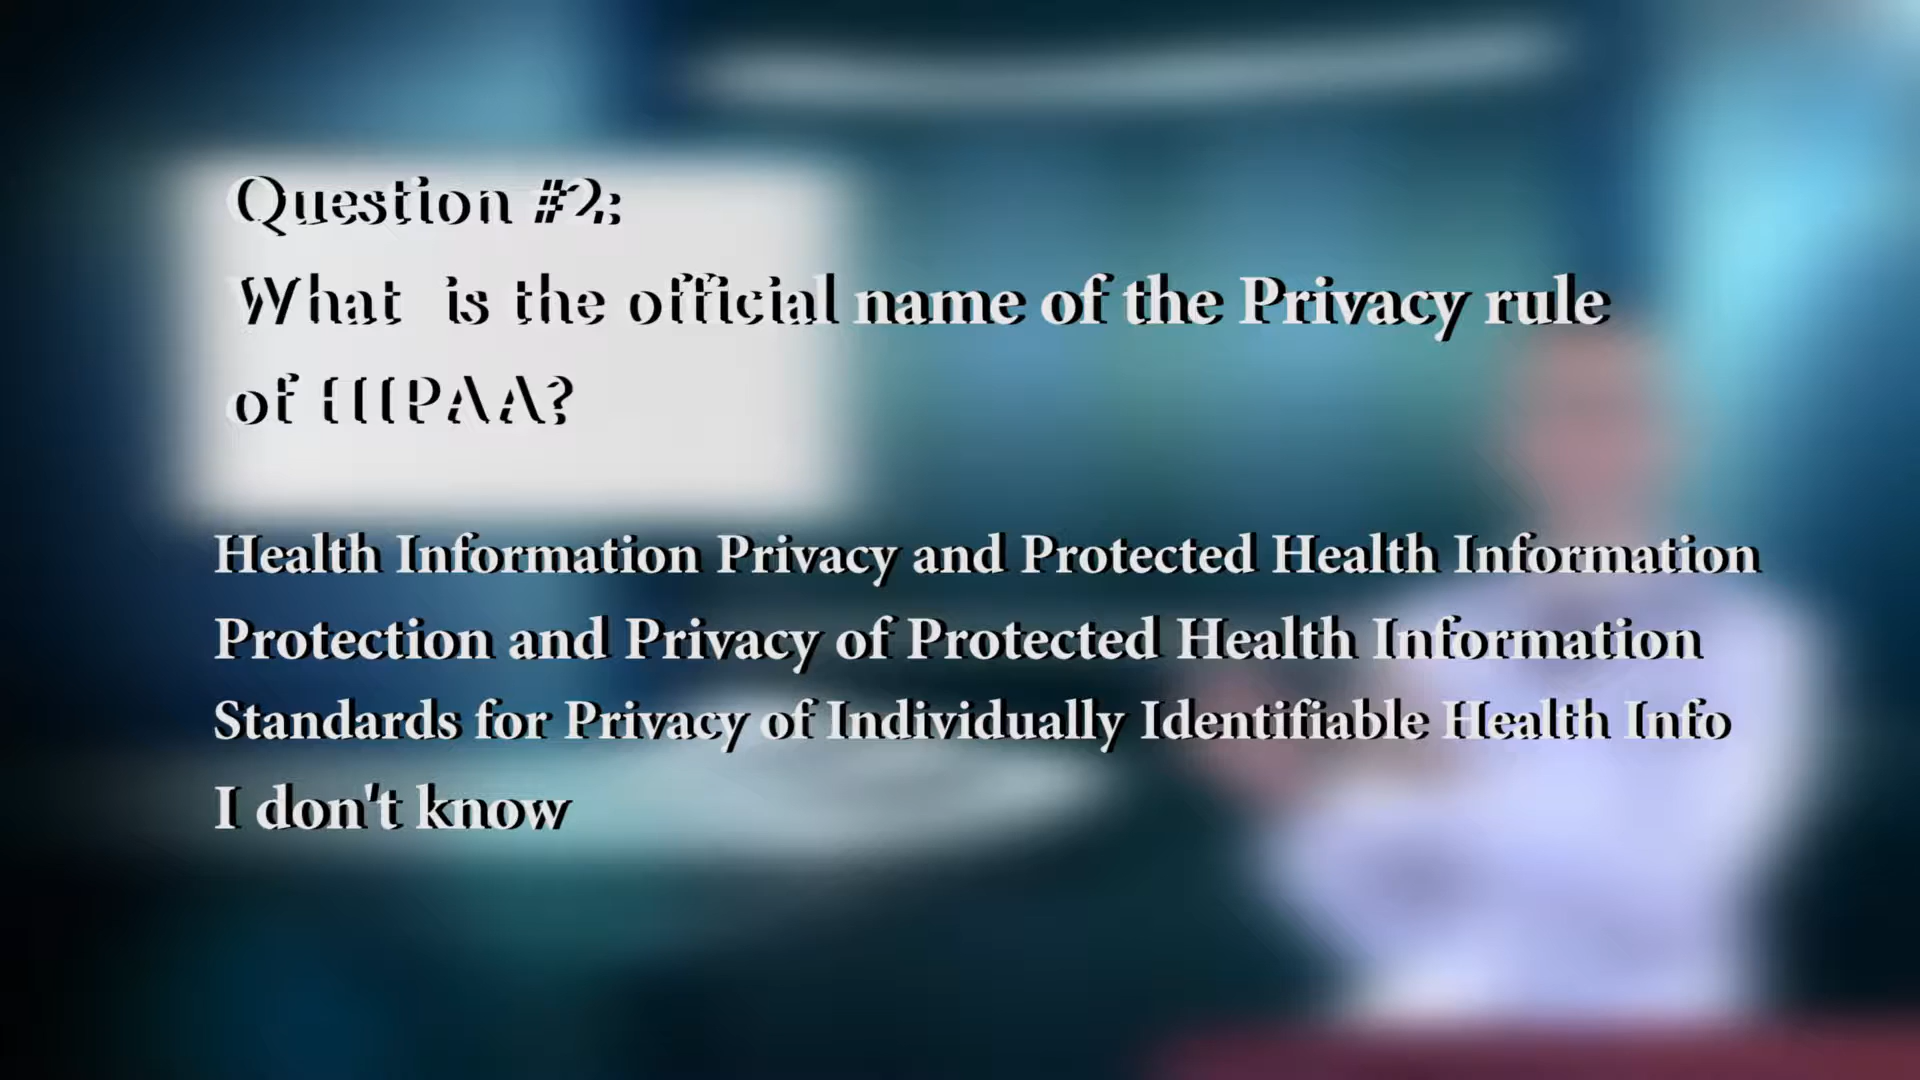 Question #2:
What is the official name of the Privacy rule
of HIPAA?
Health Information Privacy and Protected Health Information
Protection and Privacy of Protected Health Information
Standards for Privacy of Individually Identifiable Health Info
I don't know